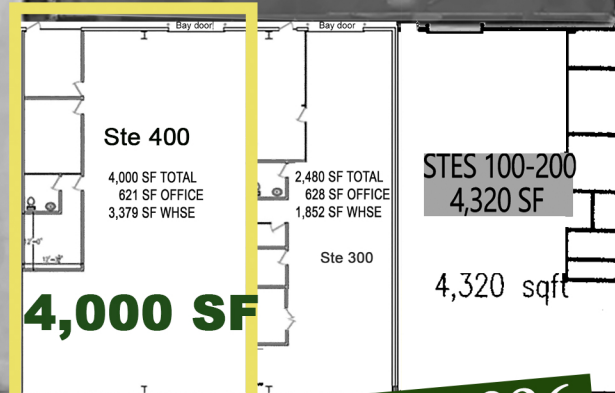 Bay door
Bay door
Ste 400
4,000 SF TOTAL
621 SF OFFICE
3,379 SF WHSE
2,480 SF TOTAL
628 SF OFFICE
1,852 SF WHSE
Ste 300
STES 100-200
4,320 SF
4,320 sqft
4,000 SF